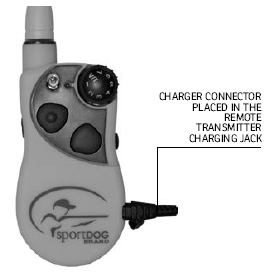 CHARGER CONNECTOR
PLACED IN THE
REMOTE
TRANSMITTER
CHARGING JACK
SportDOG
BRAND